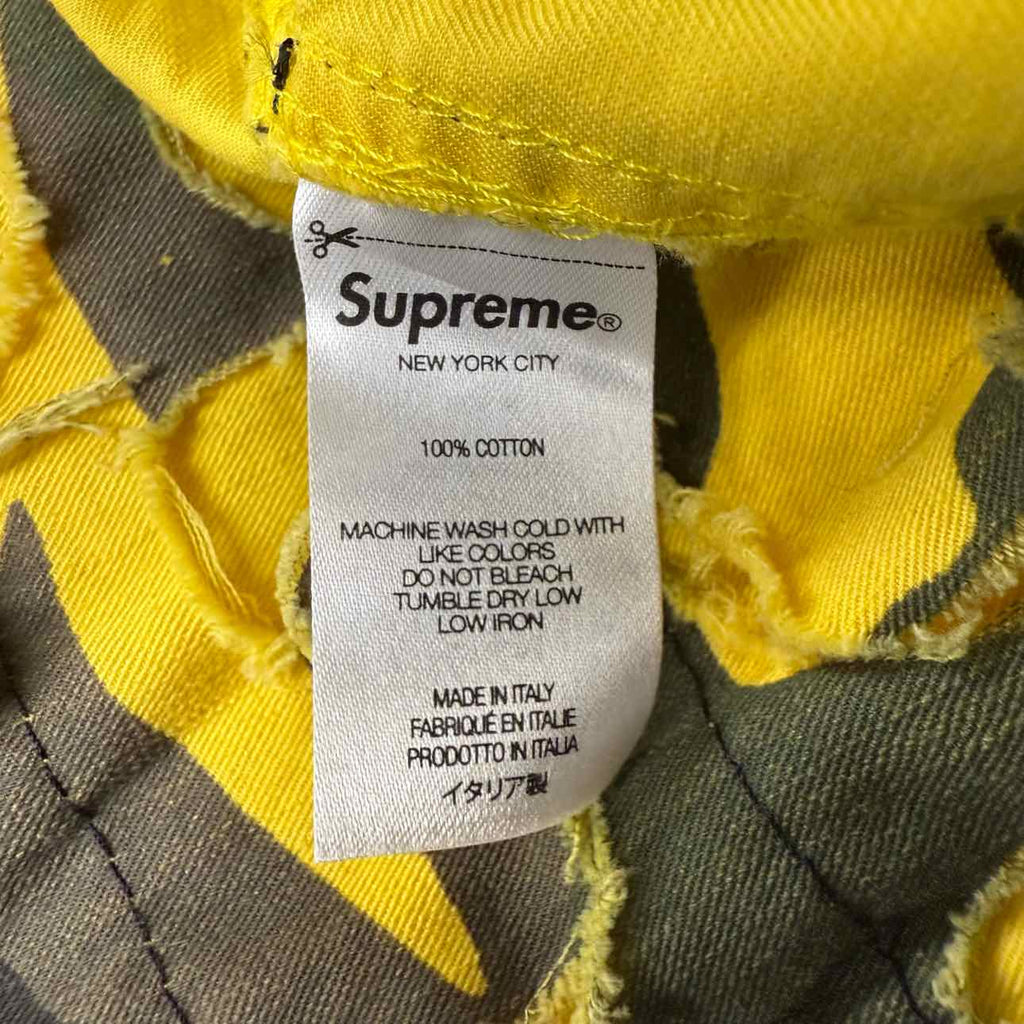 Supreme®
NEW YORK CITY
100% COTTON
MACHINE WASH COLD WITH
LIKE COLORS
DO NOT BLEACH
TUMBLE DRY LOW
LOW IRON
MADE IN ITALY
FABRIQUÉ EN ITALIE
PRODOTTO IN ITALIA
イタリア製